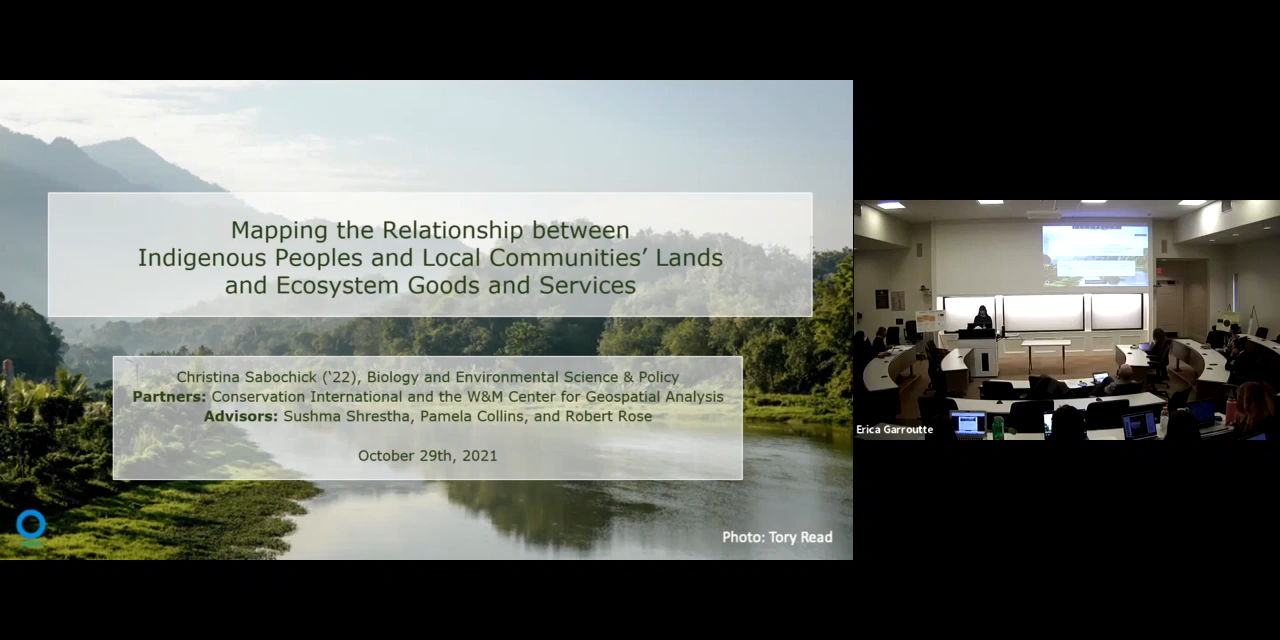 Mapping the Relationship between
Indigenous Peoples and Local Communities’ Lands
and Ecosystem Goods and Services
Christina Sabochick (‘22), Biology and Environmental Science & Policy
Partners: Conservation International and the W&M Center for Geospatial Analysis
Advisors: Sushma Shrestha, Pamela Collins, and Robert Rose
October 29th, 2021
Photo: Tory Read
Erica Garroutte